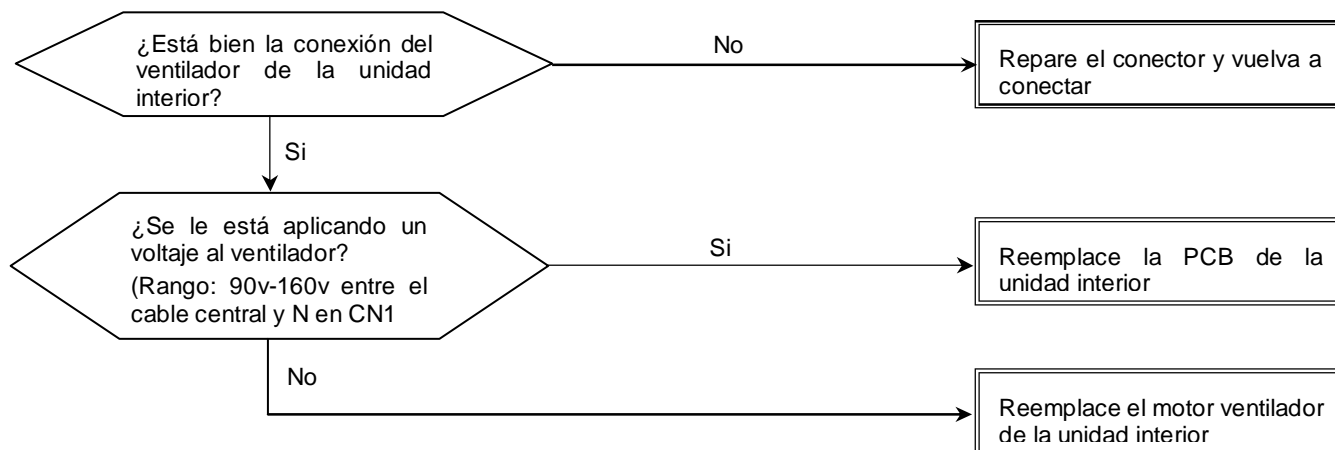 ¿Está bien la conexión del
ventilador de la unidad
interior?
No
Repare el conector y vuelva a
conectar
Si
¿Se le está aplicando un
voltaje al ventilador?
(Rango: 90v-160v entre el
cable central y N en CN1
Si
Reemplace la PCB de la
unidad interior
No
Reemplace el motor ventilador
de la unidad interior